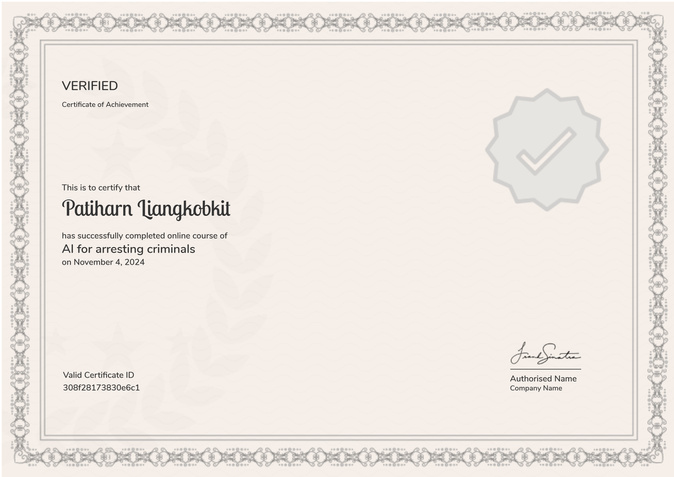 VERIFIED
Certificate of Achievement
This is to certify that
Patiharn Liangkobkit
has successfully completed online course of
AI for arresting criminals
on November 4, 2024
Valid Certificate ID
308f28173830e6c1
Frank Sinatra
Authorised Name
Company Name